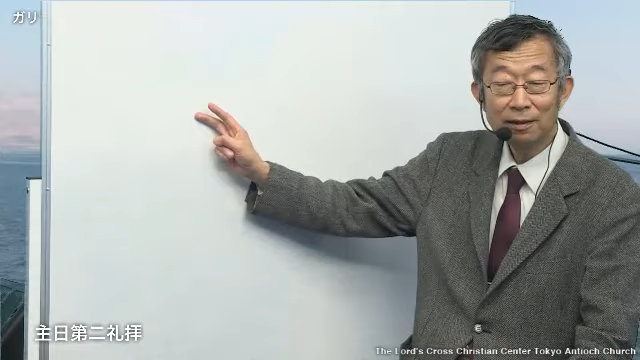 ガリ
主日第二礼拝
The Lord's Cross Christian Center Tokyo Antioch Church